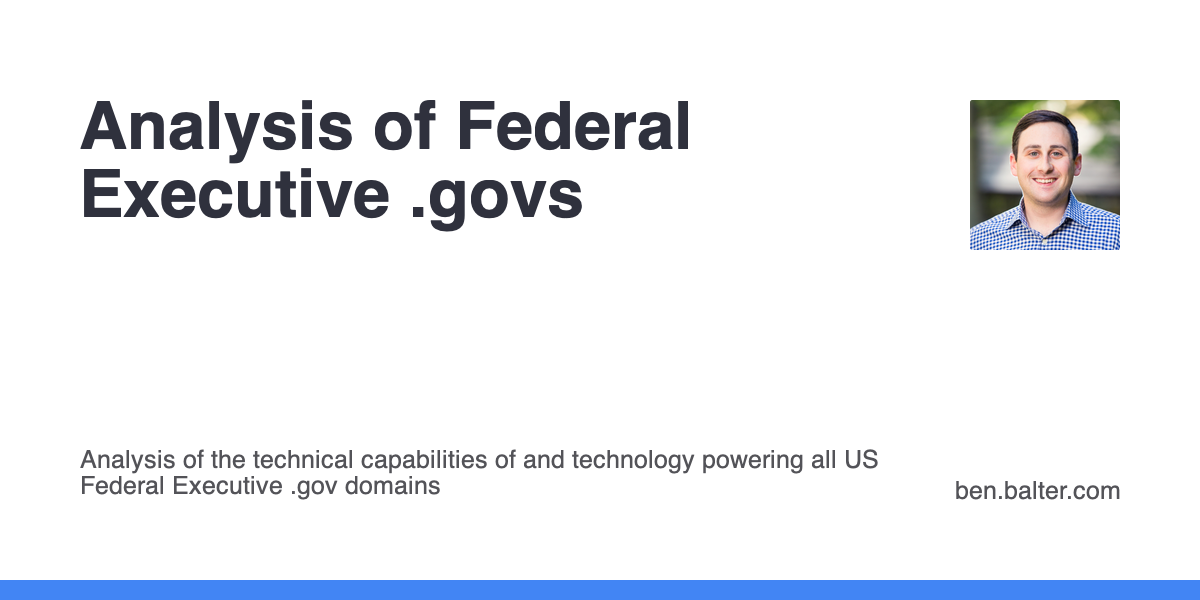 Analysis of Federal
Executive .govs
Analysis of the technical capabilities of and technology powering all US
Federal Executive .gov domains
ben.balter.com